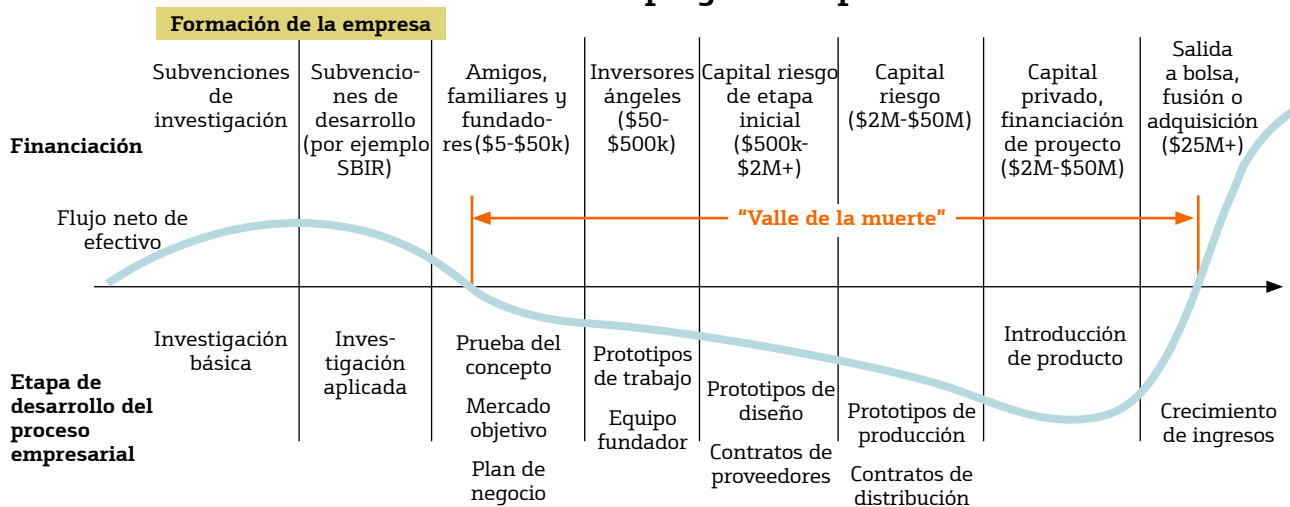 Formación de la empresa
Financiación
Subvenciones
de
investigación
Subvencio-
nes de
desarrollo
(por ejemplo
SBIR)
Amigos,
familiares y
fundado-
res($5-$50k)
Inversores
ángeles
($50-
$500k)
Capital riesgo
de etapa
inicial
($500k-
$2M+)
Capital
riesgo
($2M-$50M)
Capital
privado,
financiación
de proyecto
($2M-$50M)
Salida
a bolsa,
fusión o
adquisición
($25M+)
Flujo neto de
efectivo
“Valle de la muerte”
Etapa de
desarrollo del
proceso
empresarial
Investigación
básica
Inves-
tigación
aplicada
Prueba del
concepto
Mercado
objetivo
Plan de
negocio
Prototipos
de trabajo
Equipo
fundador
Prototipos de
diseño
Contratos de
proveedores
Prototipos de
producción
Contratos de
distribución
Introducción
de producto
Crecimiento
de ingresos